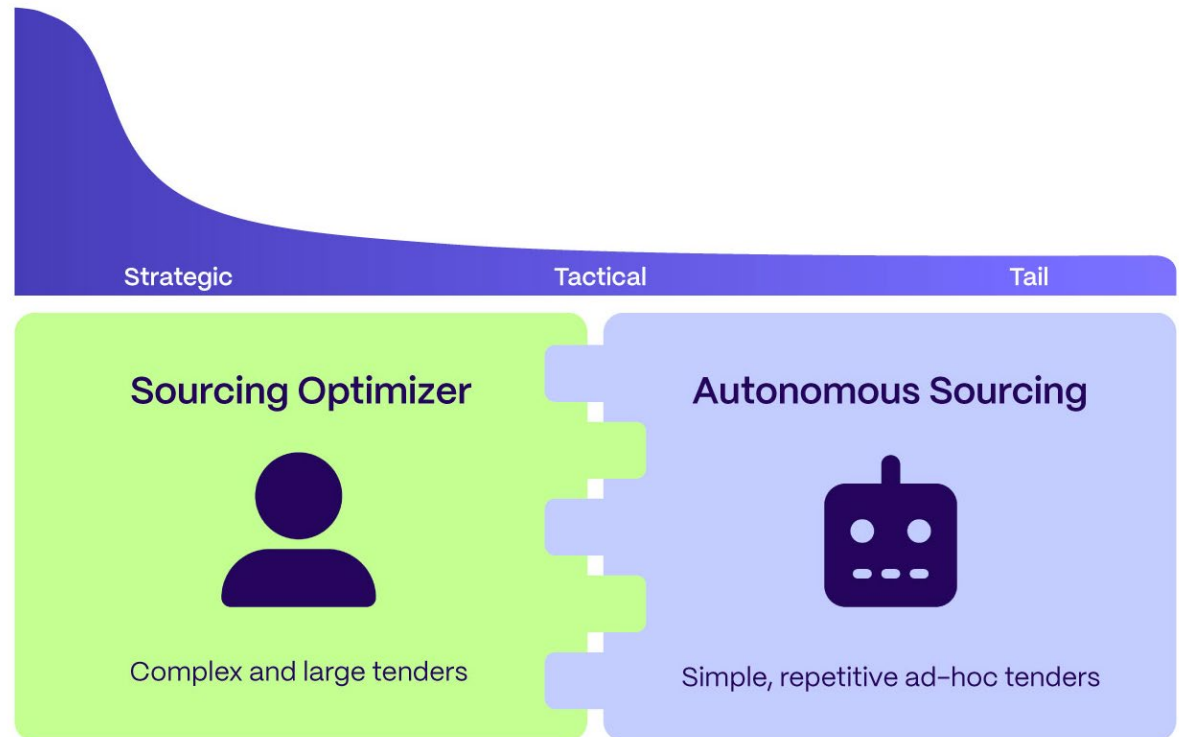 Strategic Tactical Tail
Sourcing Optimizer
Autonomous Sourcing
Complex and large tenders
Simple, repetitive ad-hoc tenders